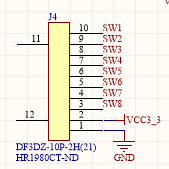 J4
10 SW1
11 9 SW2
8 SW3
7 SW4
6 SW5
5 SW6
4 SW7
3 SW8
12 2 VCC3_3
1
DF3DZ-10P-2H(21)
HR1980CT-ND GND